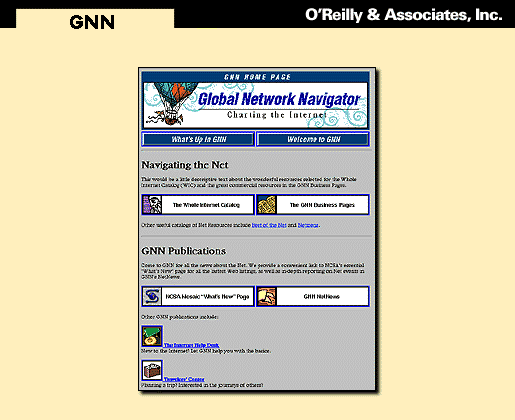 GNN
O'Reilly & Associates, Inc.
GNN HOME PAGE
Global Network Navigator
Charting the Internet
What's Up in GNN
Welcome to GNN
Navigating the Net
This would be a little descriptive text about the wonderful resources selected for the Whole
Internet Catalog (WIC) and the great commercial resources in the GNN Business Pages.
The Whole Internet Catalog
The GNN Business Pages
Other useful catalogs of Net Resources include Best of the Net and Netizens.
GNN Publications
Come to GNN for all the news about the Net. We provide a convenient link to NCSA's essential
"What's New" page for all the latest Web listings, as well as in-depth reporting on Net events in
GNN's NetNews.
NCSA Mosaic "What's New" Page
GNN NetNews
Other GNN publications include:
The Internet Help Desk
New to the Internet? Let GNN help you with the basics.
Travelers' Center
Planning a trip? Interested in the journeys of others?